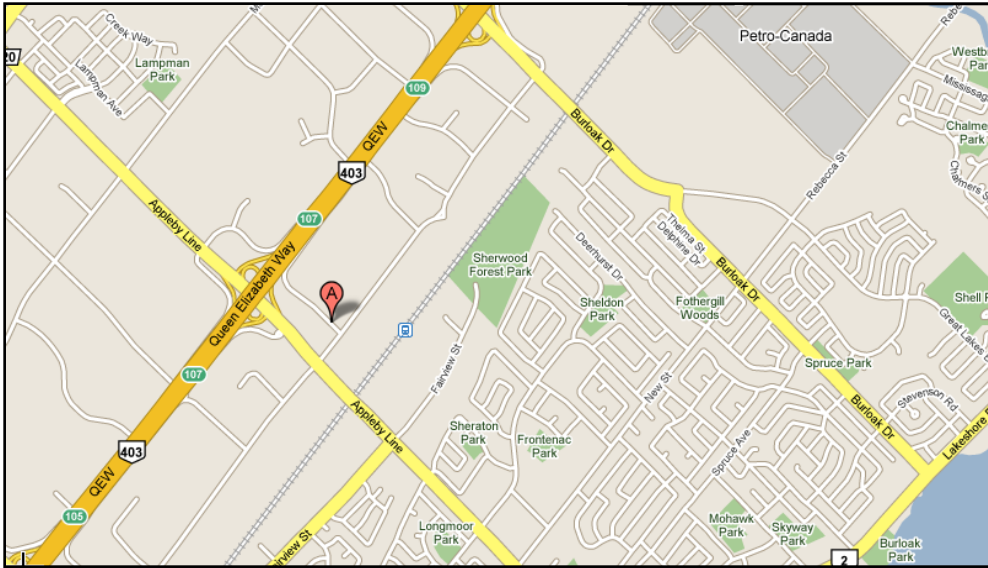 Petro-Canada
Creek Way
20
Lampman
Park
Lampman Ave
109
QEW
Burloak Dr
Mississag
Chalme
Park
Chalmers S
Rebecca St
403
107
Appleby Line
Queen Elizabeth Way
A
Sherwood
Forest Park
Deerhurst Dr
Thelma St
Delphine Dr
Burloak Dr
Sheldon
Park
Fothergill
Woods
Shell P
Great Lakes B
Spruce Park
107
Fairview St
New St
Stevenson Rd
Appleby Line
Burloak Dr
Lakeshore
Sheraton
Park
Frontenac
Park
Spruce Ave
403
QEW
105
Fairview St
Longmoor
Park
Mohawk
Park
Skyway
Park
Burloak
Park
2